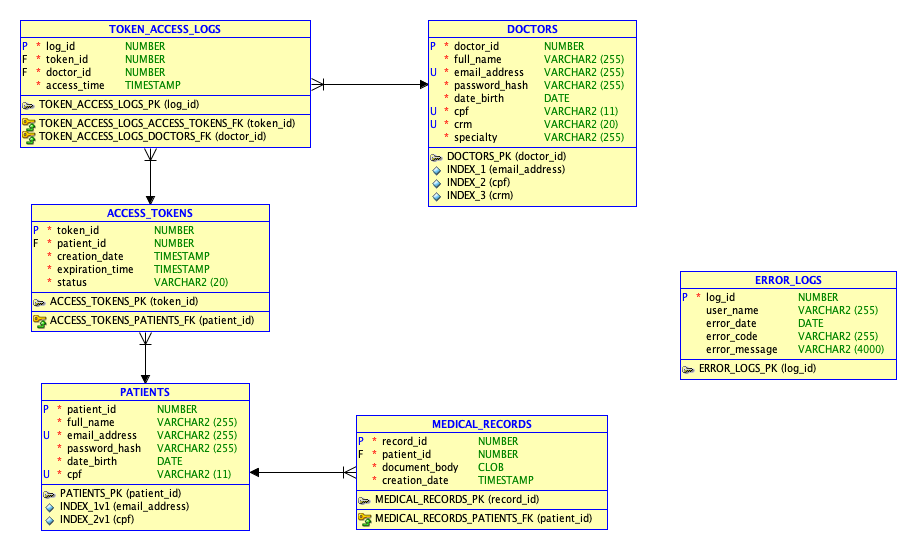 TOKEN_ACCESS_LOGS
P * log_id NUMBER
F * token_id NUMBER
F * doctor_id NUMBER
* access_time TIMESTAMP
TOKEN_ACCESS_LOGS_PK (log_id)
TOKEN_ACCESS_LOGS_ACCESS_TOKENS_FK (token_id)
TOKEN_ACCESS_LOGS_DOCTORS_FK (doctor_id)
DOCTORS
P * doctor_id NUMBER
* full_name VARCHAR2 (255)
U * email_address VARCHAR2 (255)
* password_hash VARCHAR2 (255)
* date_birth DATE
U * cpf VARCHAR2 (11)
U * crm VARCHAR2 (20)
* specialty VARCHAR2 (255)
DOCTORS_PK (doctor_id)
INDEX_1 (email_address)
INDEX_2 (cpf)
INDEX_3 (crm)
ACCESS_TOKENS
P * token_id NUMBER
F * patient_id NUMBER
* creation_date TIMESTAMP
* expiration_time TIMESTAMP
* status VARCHAR2 (20)
ACCESS_TOKENS_PK (token_id)
ACCESS_TOKENS_PATIENTS_FK (patient_id)
ERROR_LOGS
P * log_id NUMBER
user_name VARCHAR2 (255)
error_date DATE
error_code VARCHAR2 (255)
error_message VARCHAR2 (4000)
ERROR_LOGS_PK (log_id)
PATIENTS
P * patient_id NUMBER
* full_name VARCHAR2 (255)
U * email_address VARCHAR2 (255)
* password_hash VARCHAR2 (255)
* date_birth DATE
U * cpf VARCHAR2 (11)
PATIENTS_PK (patient_id)
INDEX_1v1 (email_address)
INDEX_2v1 (cpf)
MEDICAL_RECORDS
P * record_id NUMBER
F * patient_id NUMBER
* document_body CLOB
* creation_date TIMESTAMP
MEDICAL_RECORDS_PK (record_id)
MEDICAL_RECORDS_PATIENTS_FK (patient_id)